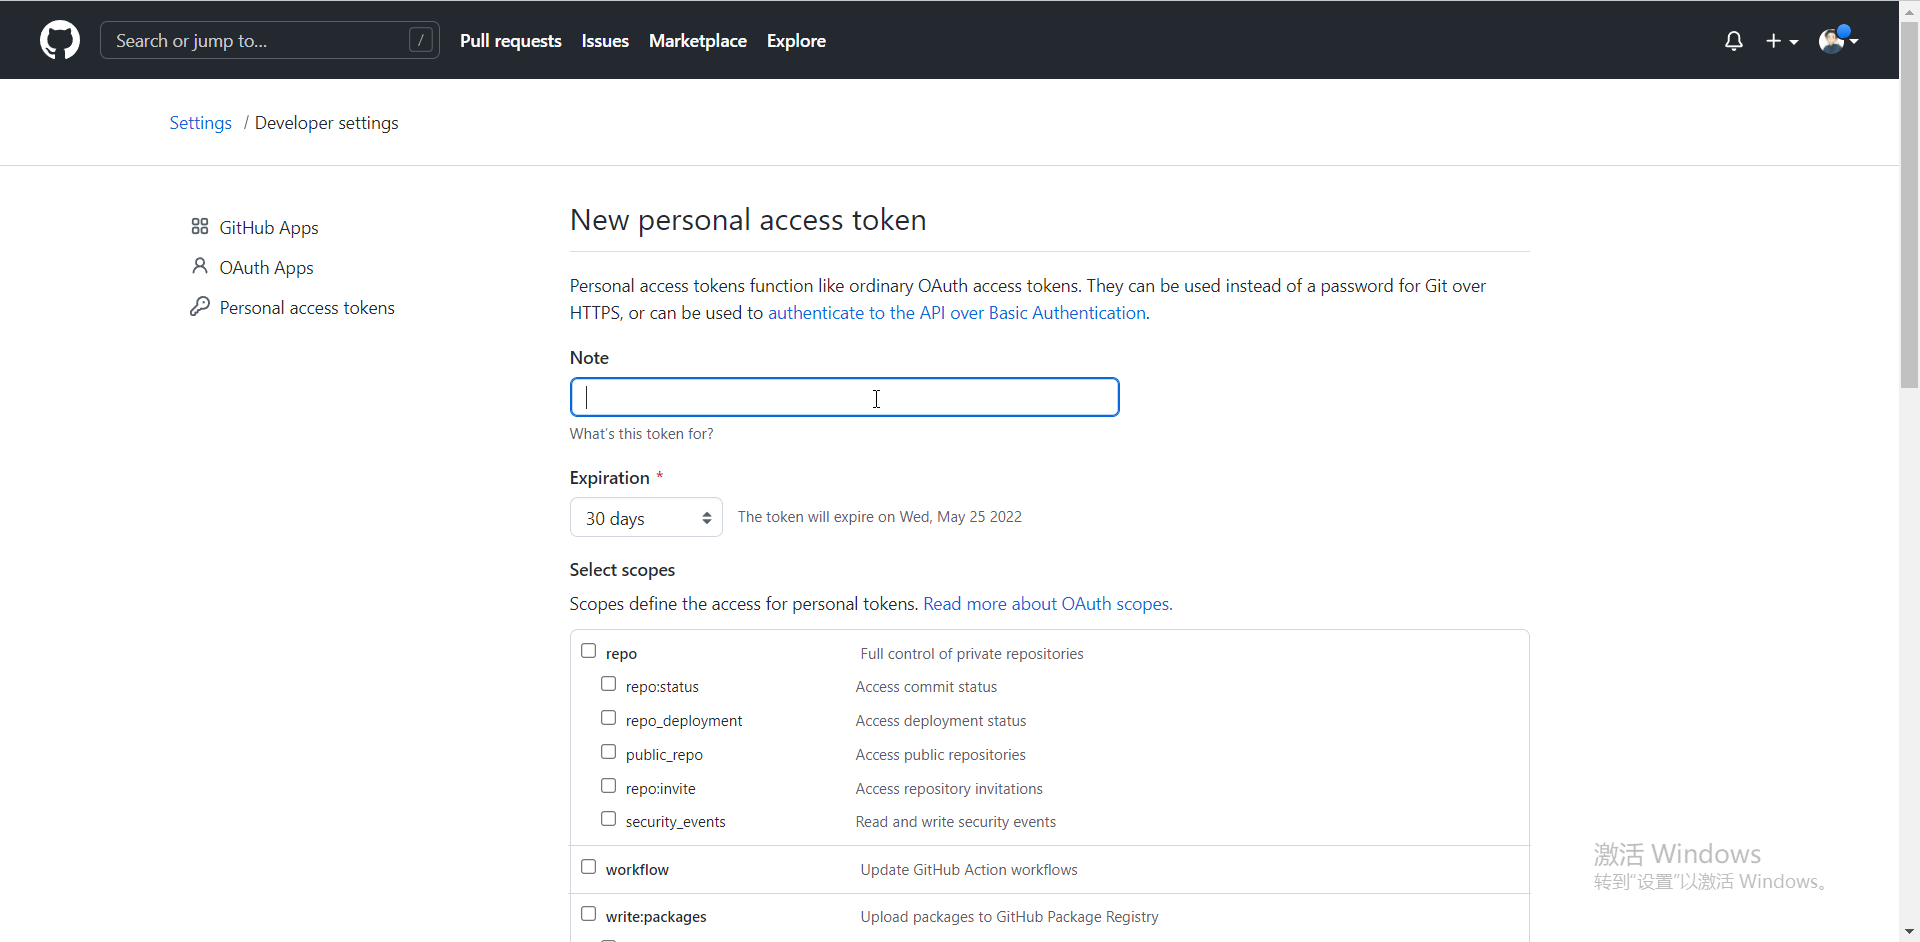 Search or jump to...
/
Pull requests
Issues
Marketplace
Explore
Settings / Developer settings
GitHub Apps
OAuth Apps
Personal access tokens
New personal access token
Personal access tokens function like ordinary OAuth access tokens. They can be used instead of a password for Git over
HTTPS, or can be used to authenticate to the API over Basic Authentication.
Note
What's this token for?
Expiration *
30 days
The token will expire on Wed, May 25 2022
Select scopes
Scopes define the access for personal tokens. Read more about OAuth scopes.
repo Full control of private repositories
repo:status Access commit status
repo_deployment Access deployment status
public_repo Access public repositories
repo:invite Access repository invitations
security_events Read and write security events
workflow Update GitHub Action workflows
write:packages Upload packages to GitHub Package Registry
激活 Windows
转到“设置”以激活 Windows。